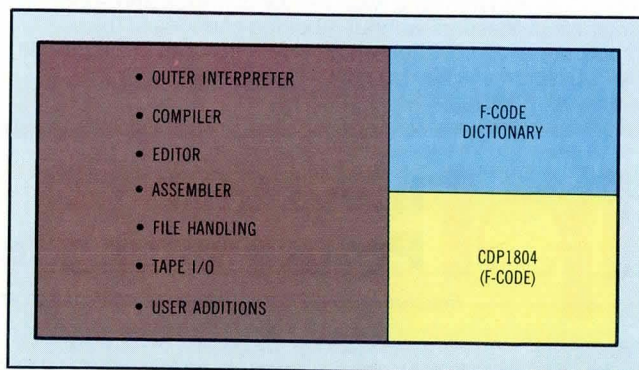 • OUTER INTERPRETER
• COMPILER
• EDITOR
• ASSEMBLER
• FILE HANDLING
• TAPE I/O
• USER ADDITIONS
F-CODE
DICTIONARY
CDP1804
(F-CODE)